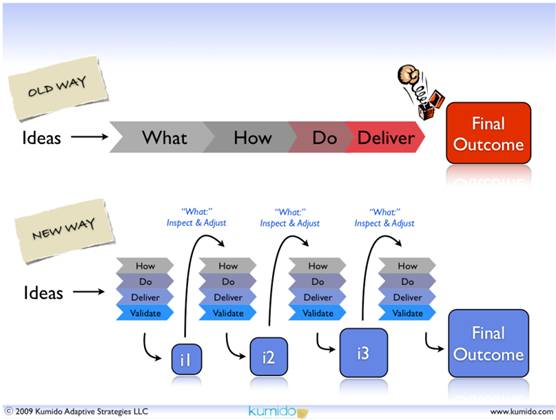 OLD WAY
Ideas
What
How
Do
Deliver
Final
Outcome
NEW WAY
"What:"
Inspect & Adjust
"What:"
Inspect & Adjust
"What:"
Inspect & Adjust
Ideas
How
Do
Deliver
Validate
How
Do
Deliver
Validate
How
Do
Deliver
Validate
How
Do
Deliver
Validate
i1
i2
i3
Final
Outcome
© 2009 Kumido Adaptive Strategies LLC
kumido
www.kumido.com